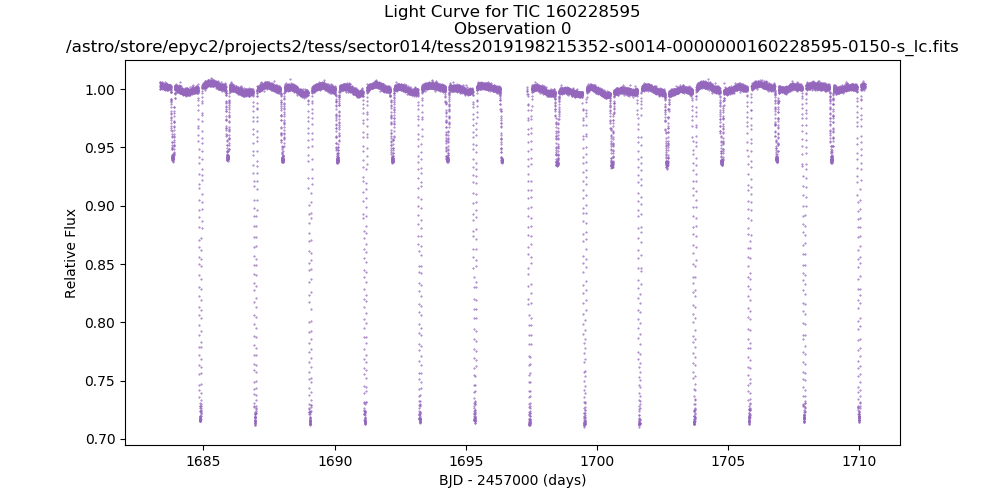 Light Curve for TIC 160228595
Observation 0
/astro/store/epyc2/projects2/tess/sector014/tess2019198215352-s0014-0000000160228595-0150-s_lc.fits
1.00
0.95
0.90
0.85
0.80
0.75
0.70
Relative Flux
1685 1690 1695 1700 1705 1710
BJD - 2457000 (days)